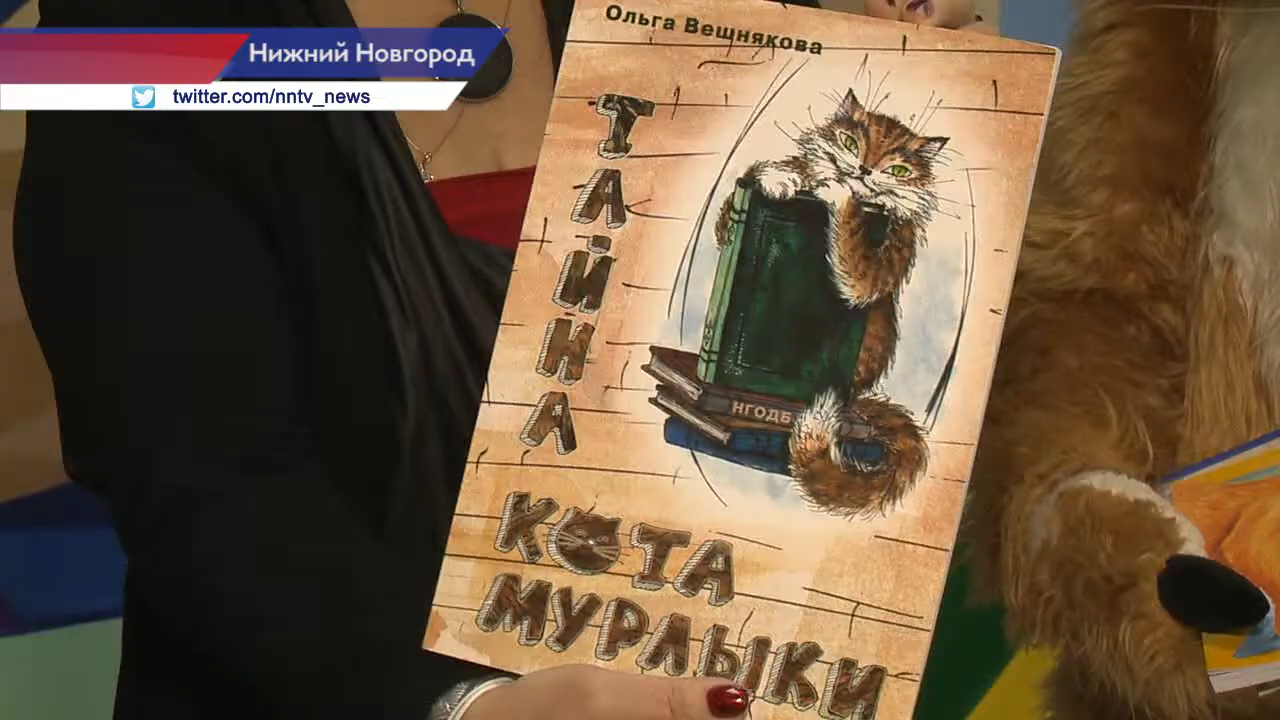 Нижний Новгород
twitter.com/nntv_news
Ольга Вешнякова
ТАЙНА
КОТА
МУРЛЫКИ
НГОДБ